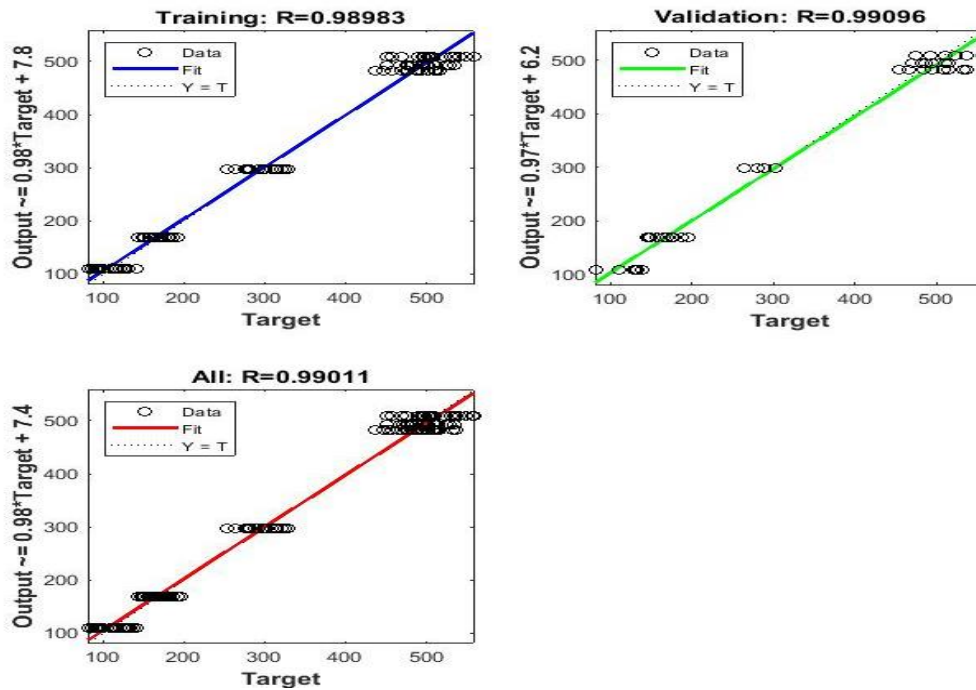 Training: R=0.98983
Output ~= 0.98*Target + 7.8
500
400
300
200
100
Data
Fit
Y = T
100 200 300 400 500
Target
Validation: R=0.99096
Output ~= 0.97*Target + 6.2
500
400
300
200
100
Data
Fit
Y = T
100 200 300 400 500
Target
All: R=0.99011
Output ~= 0.98*Target + 7.4
500
400
300
200
100
Data
Fit
Y = T
100 200 300 400 500
Target